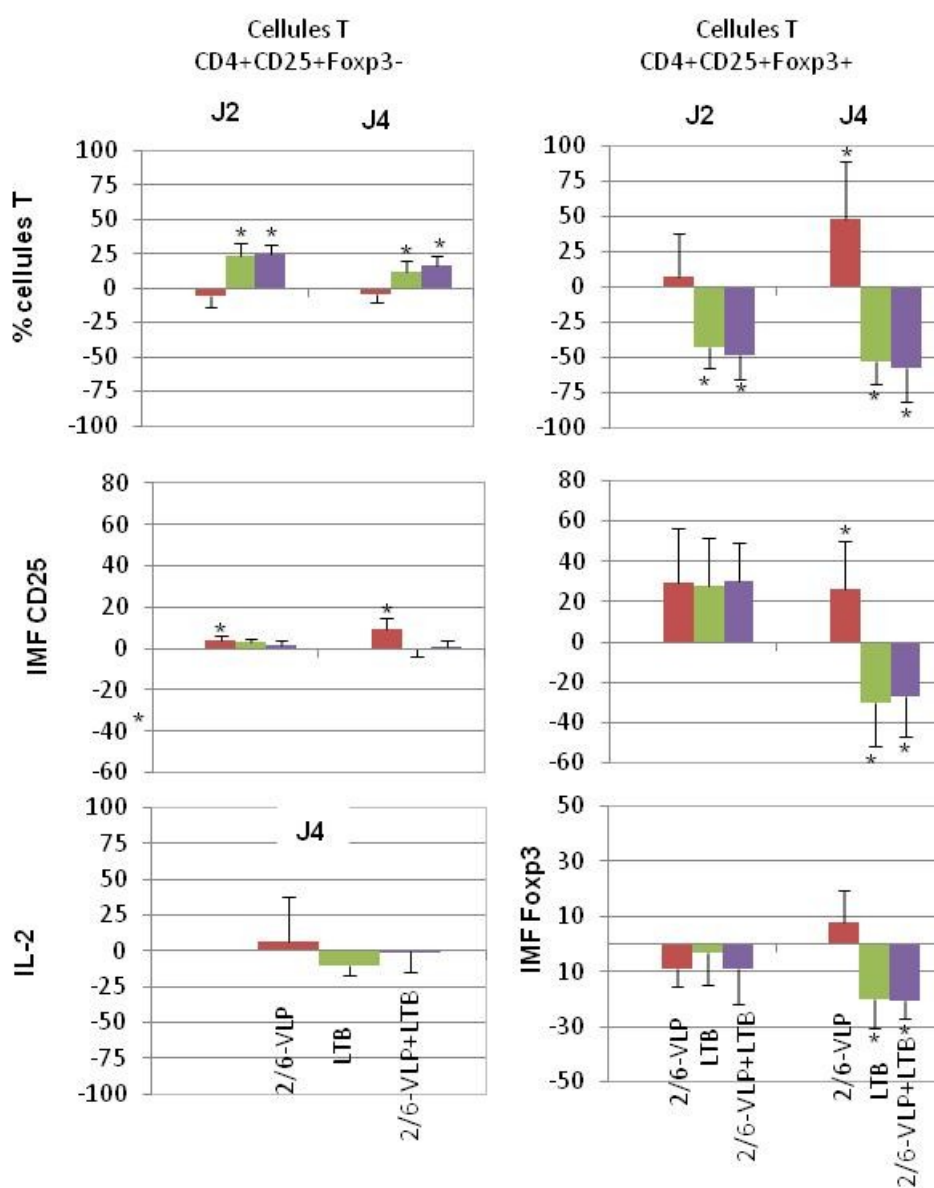 Cellules T
CD4+CD25+Foxp3-
J2 J4
% cellules T
100
75
50
25
0
-25
-50
-75
-100
* * * *
Cellules T
CD4+CD25+Foxp3+
J2 J4
100
75
50
25
0
-25
-50
-75
-100
*
* * * *
IMF CD25
80
60
40
20
0
-20
-40
-60
* *
*
80
60
40
20
0
-20
-40
-60
*
* *
IL-2
100
75
50
25
0
-25
-50
-75
-100
J4
2/6-VLP
LTB
2/6-VLP+LTB
IMF Foxp3
50
30
10
10
-30
-50
2/6-VLP
LTB
2/6-VLP+LTB
2/6-VLP
LTB *
2/6-VLP+LTB *